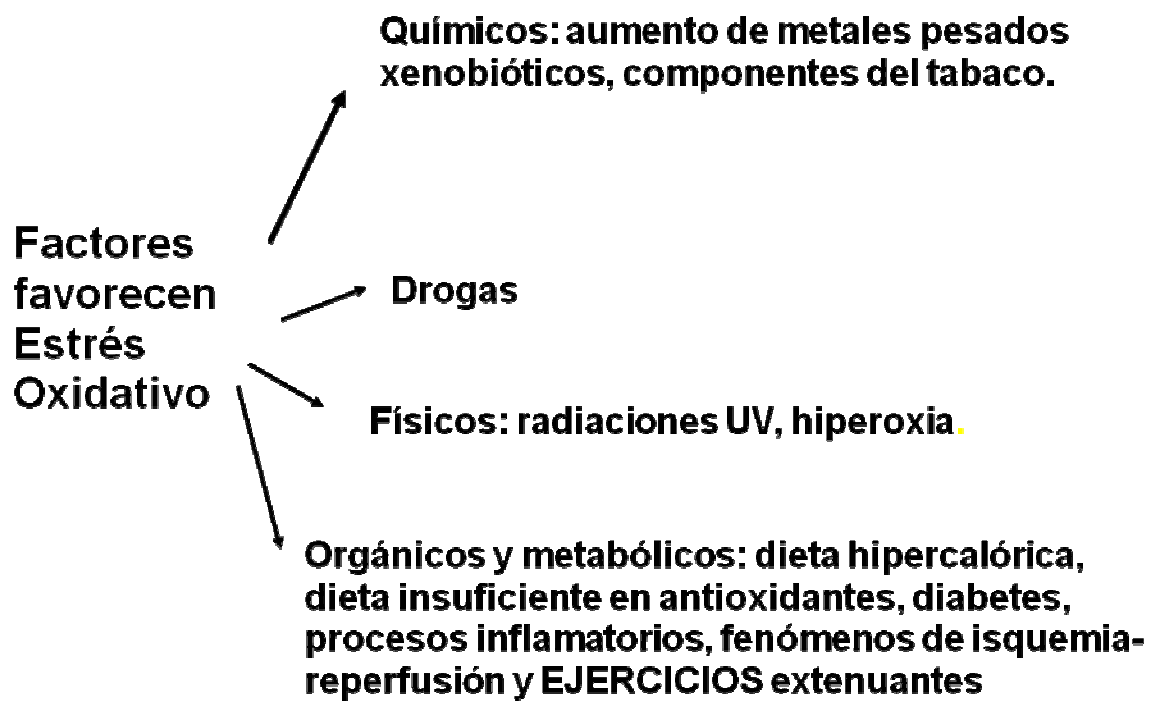 Químicos: aumento de metales pesados
xenobióticos, componentes del tabaco.
Factores
favorecen
Estrés
Oxidativo
Drogas
Físicos: radiaciones UV, hiperoxia.
Orgánicos y metabólicos: dieta hipercalórica,
dieta insuficiente en antioxidantes, diabetes,
procesos inflamatorios, fenómenos de isquemia-
reperfusión y EJERCICIOS extenuantes